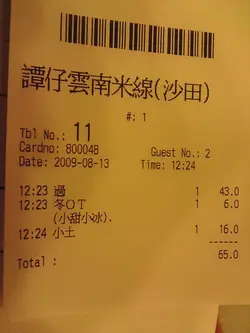 譚仔雲南米線(沙田)
#: 1
Tbl No.: 11
Cardno: 800048 Guest No.: 2
Date: 2009-08-13 Time: 12:24
12:23 過 1 43.0
12:23 冬O T 1 6.0
(小甜小冰).
12:24 小土 1 16.0
------
Total : 65.0